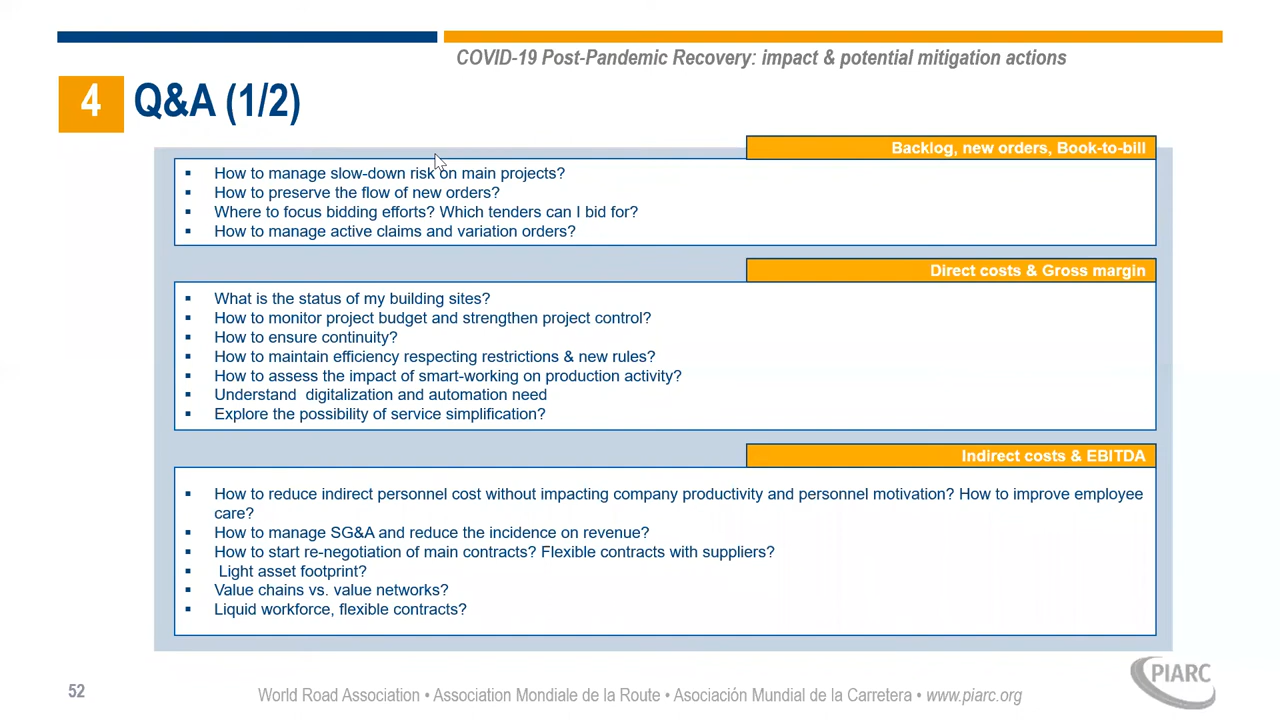 COVID-19 Post-Pandemic Recovery: impact & potential mitigation actions
4 Q&A (1/2)
Backlog, new orders, Book-to-bill
▪ How to manage slow-down risk on main projects?
▪ How to preserve the flow of new orders?
▪ Where to focus bidding efforts? Which tenders can I bid for?
▪ How to manage active claims and variation orders?
Direct costs & Gross margin
▪ What is the status of my building sites?
▪ How to monitor project budget and strengthen project control?
▪ How to ensure continuity?
▪ How to maintain efficiency respecting restrictions & new rules?
▪ How to assess the impact of smart-working on production activity?
▪ Understand digitalization and automation need
▪ Explore the possibility of service simplification?
Indirect costs & EBITDA
▪ How to reduce indirect personnel cost without impacting company productivity and personnel motivation? How to improve employee
care?
▪ How to manage SG&A and reduce the incidence on revenue?
▪ How to start re-negotiation of main contracts? Flexible contracts with suppliers?
▪ Light asset footprint?
▪ Value chains vs. value networks?
▪ Liquid workforce, flexible contracts?
52
World Road Association • Association Mondiale de la Route • Asociación Mundial de la Carretera • www.piarc.org
PIARC